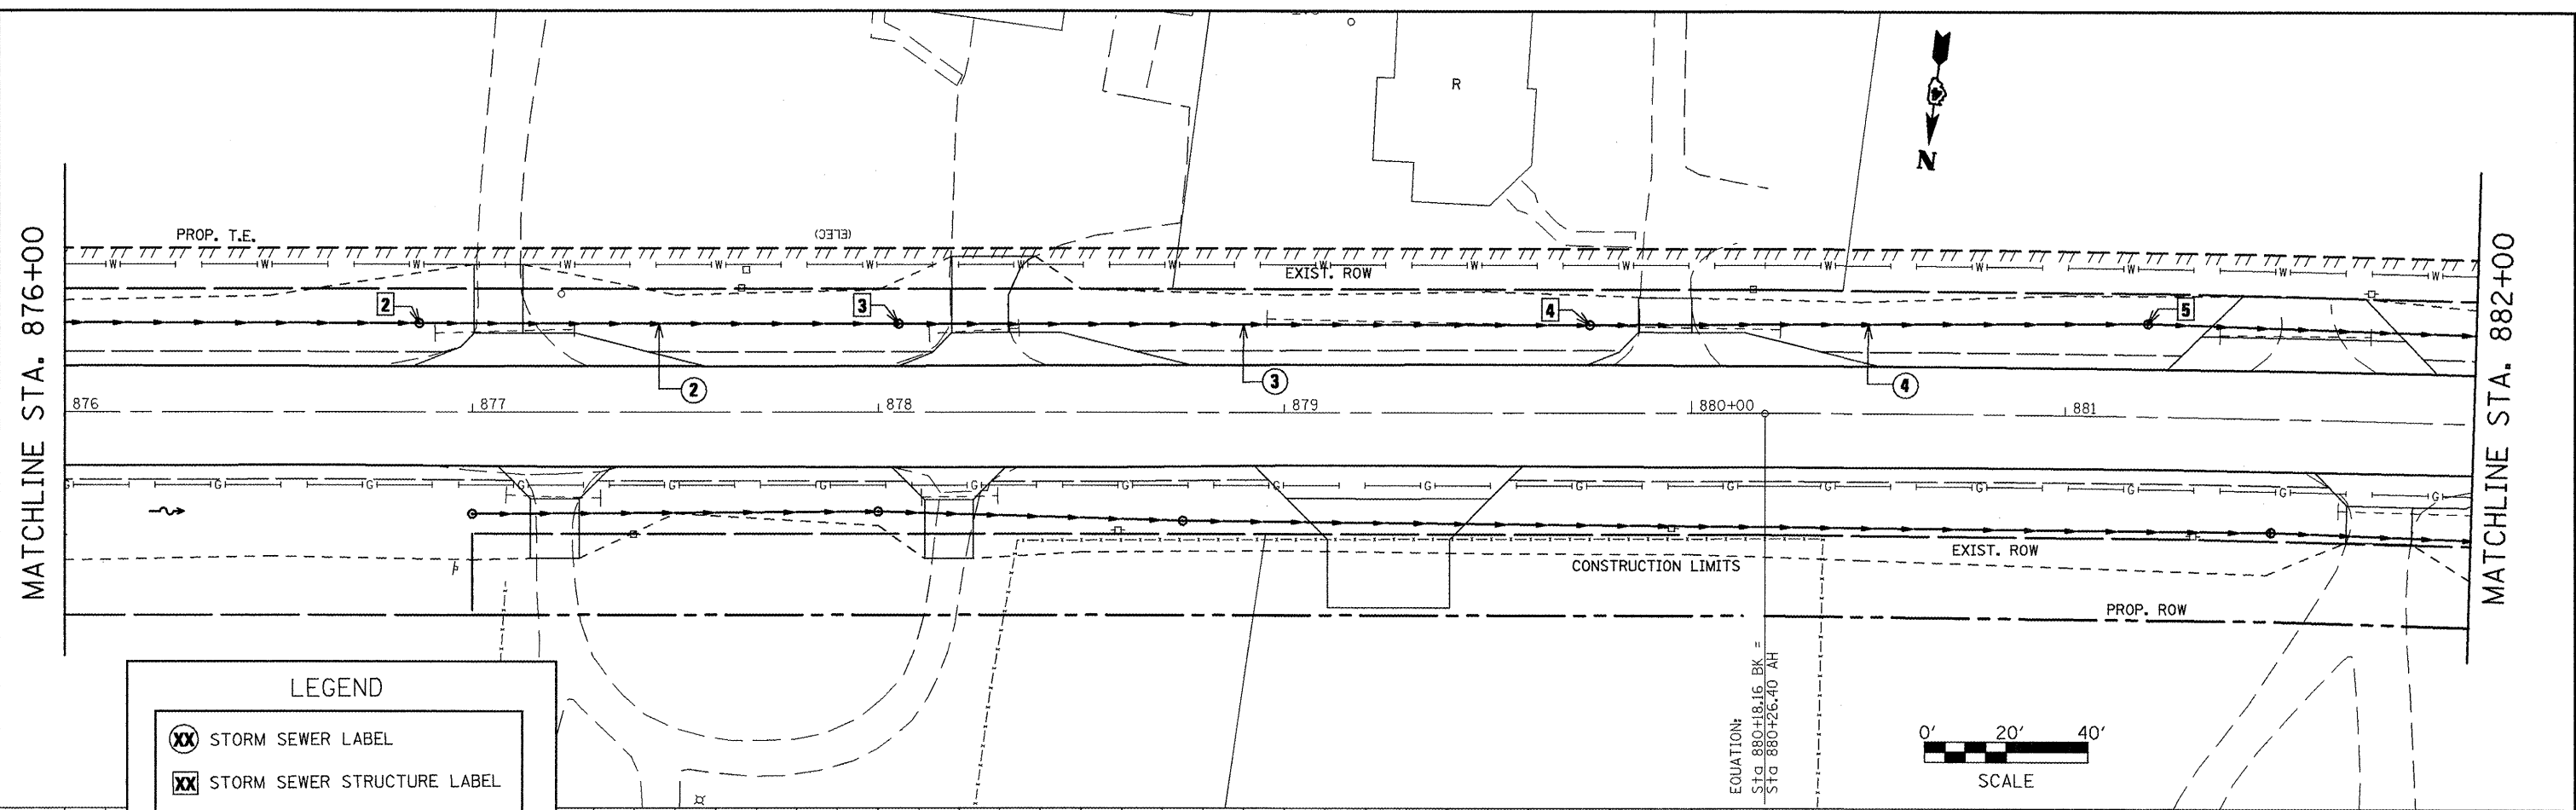 R
N
MATCHLINE STA. 876+00
MATCHLINE STA. 882+00
PROP. T.E.
(ELEC)
W W W W W W W W W W W W W W W W
EXIST. ROW
2 3 4 5
2 3 4
876 877 878 879 880+00 881
G G G G G G G G G G G G G G G G G
EXIST. ROW
CONSTRUCTION LIMITS
PROP. ROW
EQUATION:
Sta 880+18.16 BK =
Sta 880+26.40 AH
LEGEND
XX STORM SEWER LABEL
XX STORM SEWER STRUCTURE LABEL
0' 20' 40'
SCALE